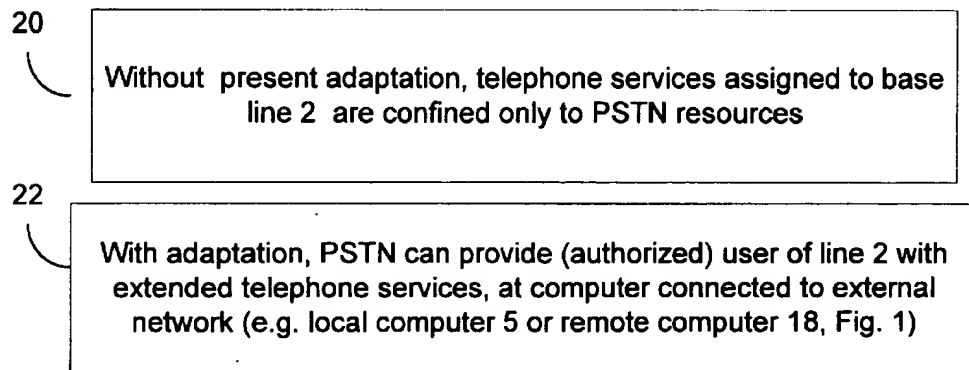 20
Without present adaptation, telephone services assigned to base
line 2 are confined only to PSTN resources
22
With adaptation, PSTN can provide (authorized) user of line 2 with
extended telephone services, at computer connected to external
network (e.g. local computer 5 or remote computer 18, Fig. 1)